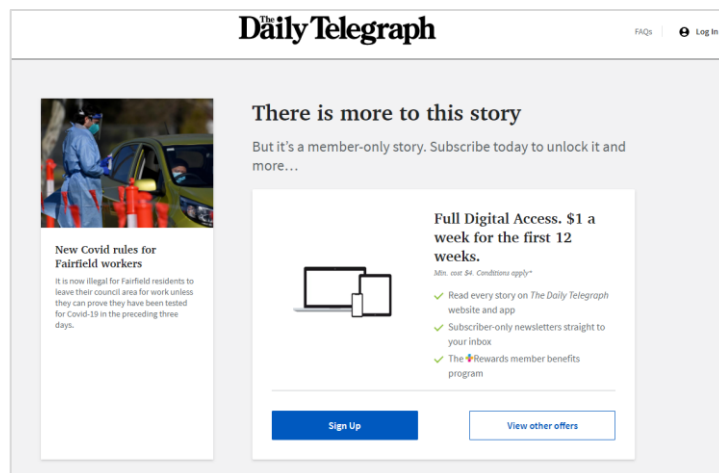 The Daily Telegraph
FAQs
Log In
There is more to this story
But it's a member-only story. Subscribe today to unlock it and
more…
New Covid rules for
Fairfield workers
It is now illegal for Fairfield residents to
leave their council area for work unless
they can prove they have been tested
for Covid-19 in the preceding three
days.
Full Digital Access. $1 a
week for the first 12
weeks.
Min. cost $4. Conditions apply*
Read every story on The Daily Telegraph
website and app
Subscriber-only newsletters straight to
your inbox
The +Rewards member benefits
program
Sign Up
View other offers